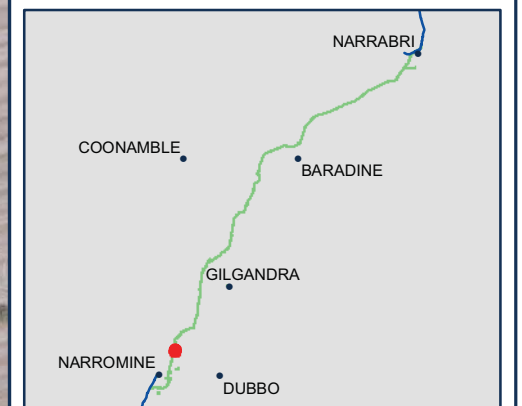 NARRABRI
COONAMBLE
BARADINE
GILGANDRA
NARROMINE
DUBBO